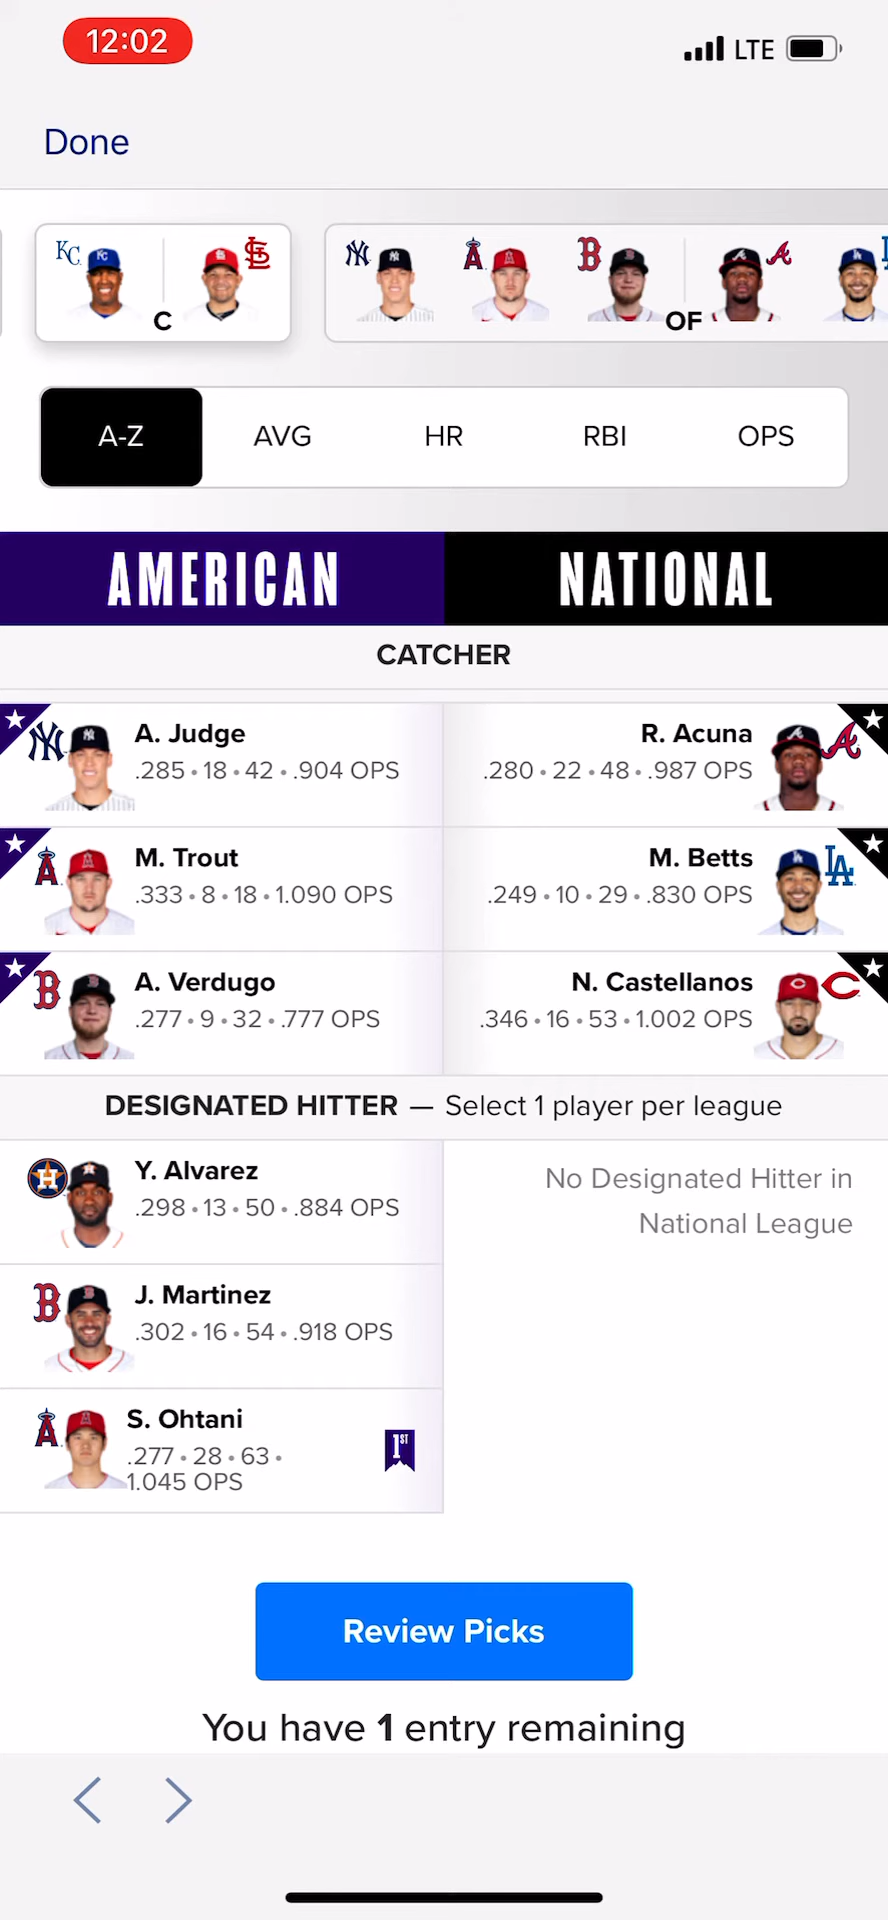 12:02
LTE
Done
KC
C
OF
A-Z AVG HR RBI OPS
AMERICAN NATIONAL
CATCHER
A. Judge
.285 • 18 • 42 • .904 OPS
R. Acuna
.280 • 22 • 48 • .987 OPS
M. Trout
.333 • 8 • 18 • 1.090 OPS
M. Betts
.249 • 10 • 29 • .830 OPS
A. Verdugo
.277 • 9 • 32 • .777 OPS
N. Castellanos
.346 • 16 • 53 • 1.002 OPS
DESIGNATED HITTER — Select 1 player per league
Y. Alvarez
.298 • 13 • 50 • .884 OPS
No Designated Hitter in
National League
J. Martinez
.302 • 16 • 54 • .918 OPS
S. Ohtani
.277 • 28 • 63 •
1.045 OPS
1ST
Review Picks
You have 1 entry remaining